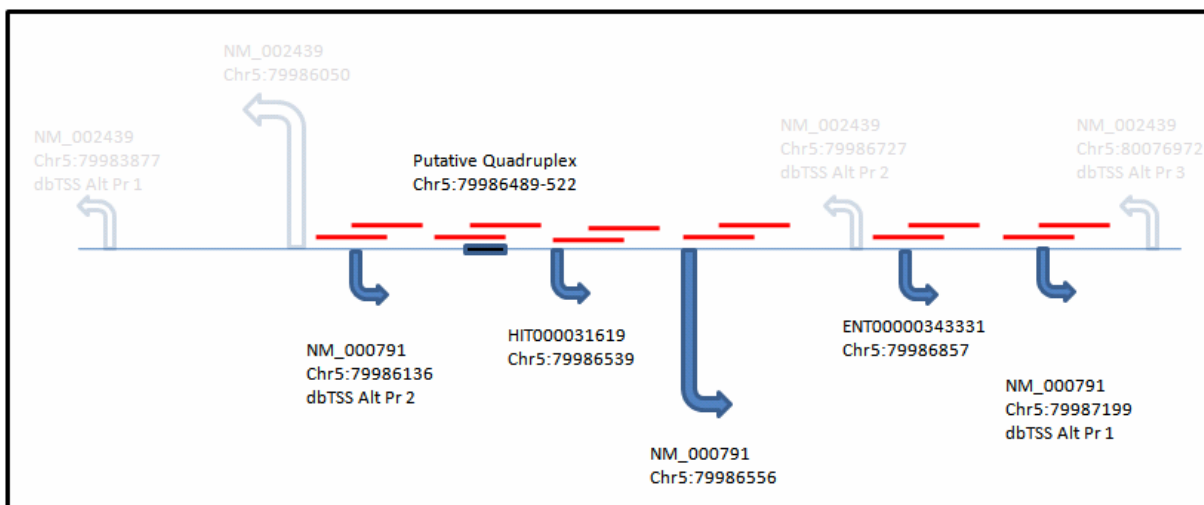 NM_002439
Chr5:79986050
NM_002439
Chr5:79983877
dbTSS Alt Pr 1
Putative Quadruplex
Chr5:79986489-522
NM_002439
Chr5:79986727
dbTSS Alt Pr 2
NM_002439
Chr5:80076972
dbTSS Alt Pr 3
NM_000791
Chr5:79986136
dbTSS Alt Pr 2
HIT000031619
Chr5:79986539
NM_000791
Chr5:79986556
ENT00000343331
Chr5:79986857
NM_000791
Chr5:79987199
dbTSS Alt Pr 1